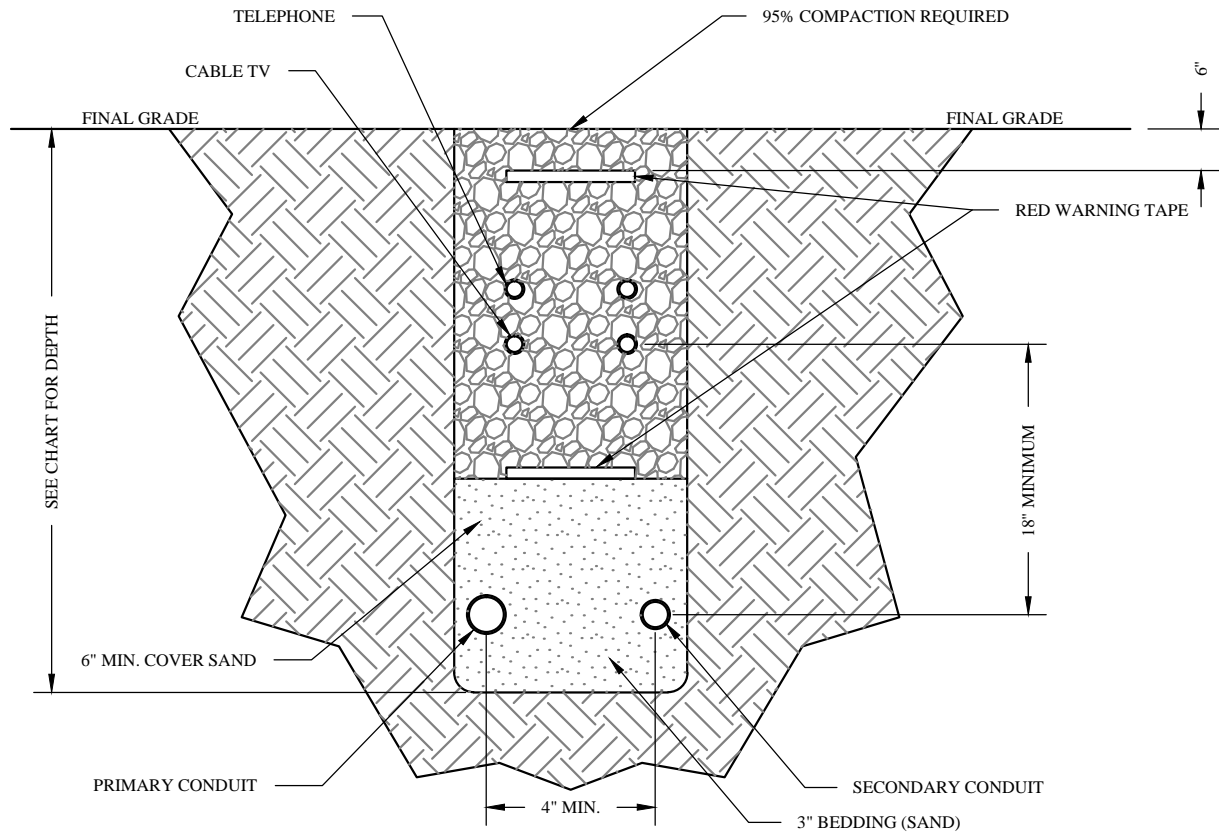 TELEPHONE
95% COMPACTION REQUIRED
CABLE TV
6"
FINAL GRADE
FINAL GRADE
RED WARNING TAPE
SEE CHART FOR DEPTH
18" MINIMUM
6" MIN. COVER SAND
PRIMARY CONDUIT
SECONDARY CONDUIT
4" MIN.
3" BEDDING (SAND)